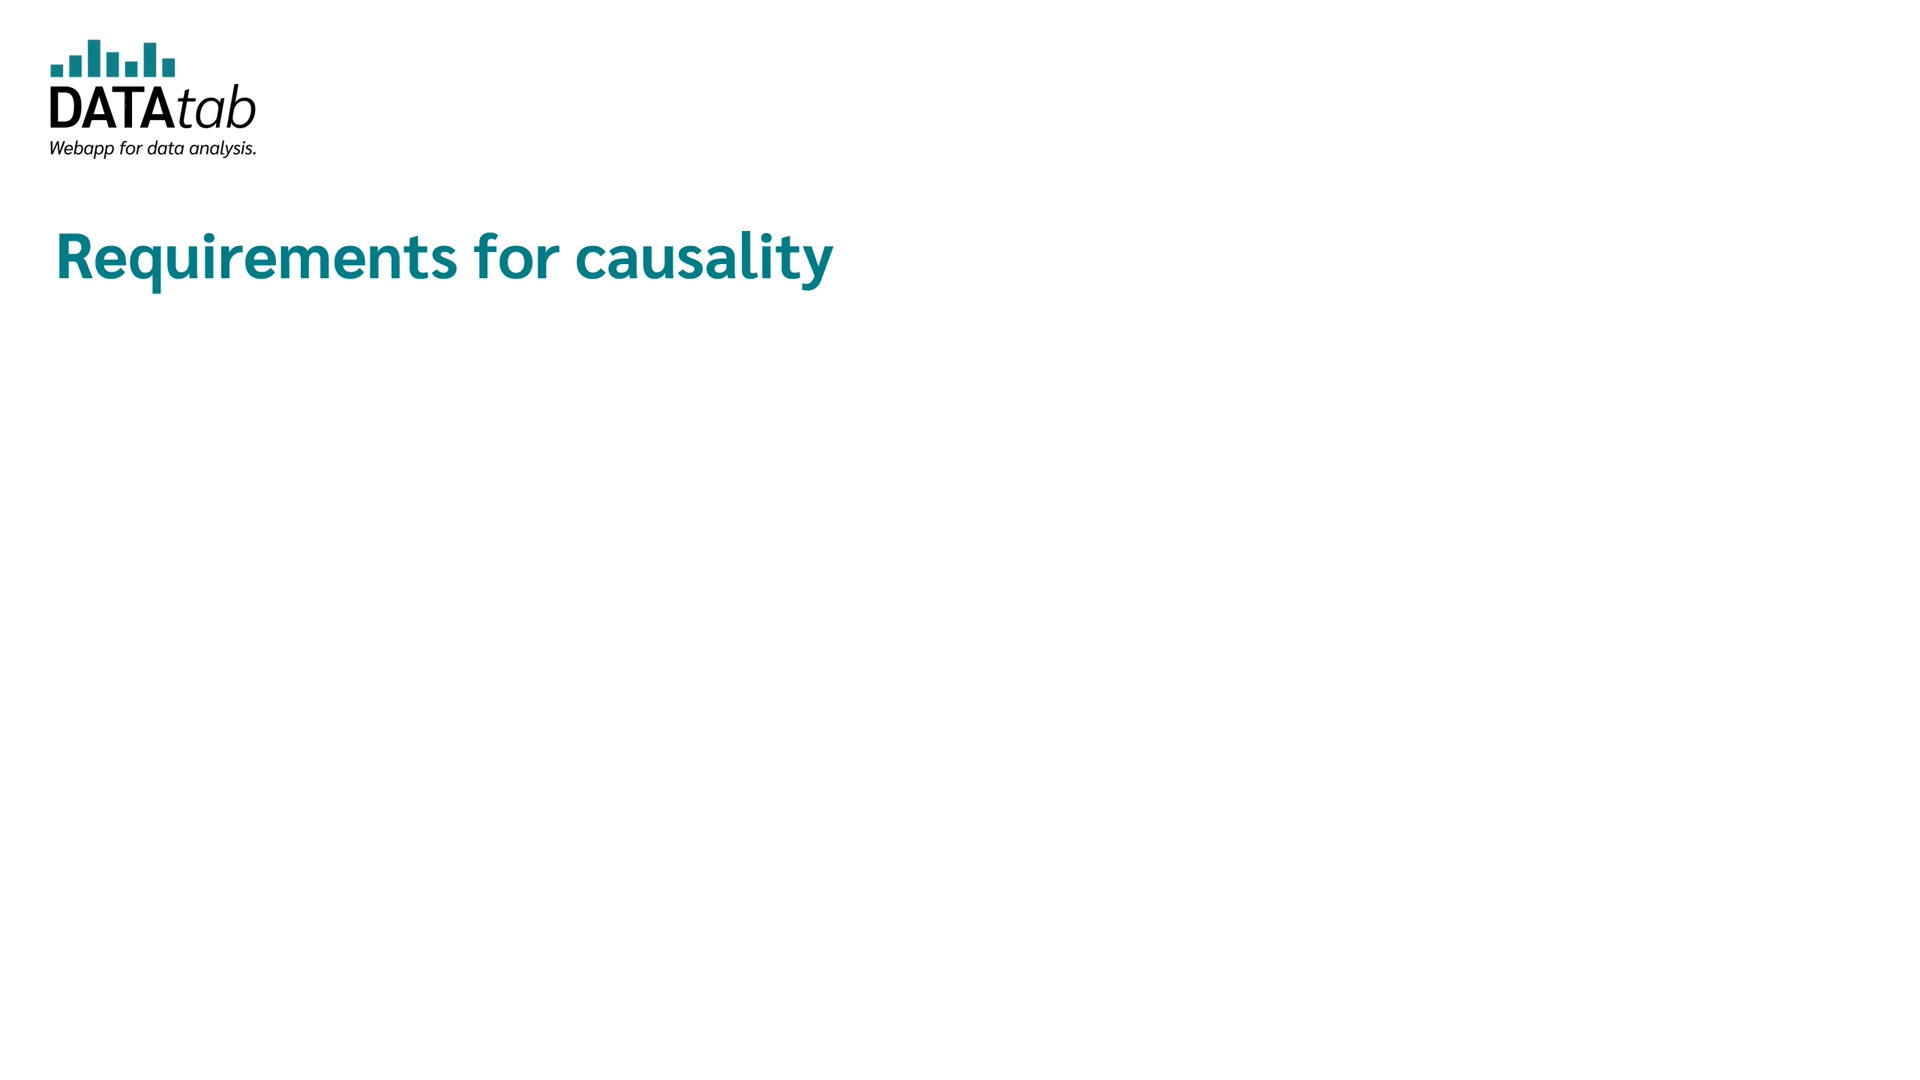 DATAtab
Webapp for data analysis.
Requirements for causality